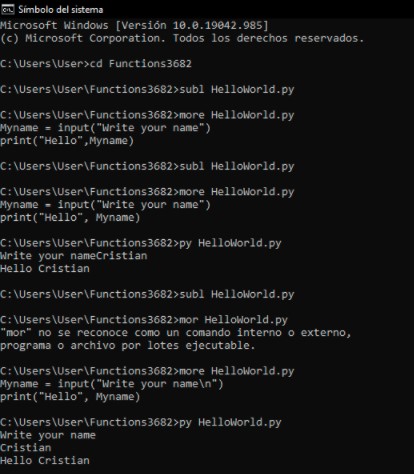 Símbolo del sistema
Microsoft Windows [Versión 10.0.19042.985]
(c) Microsoft Corporation. Todos los derechos reservados.
C:\Users\User>cd Functions3682
C:\Users\User\Functions3682>subl HelloWorld.py
C:\Users\User\Functions3682>more HelloWorld.py
Myname = input("Write your name")
print("Hello",Myname)
C:\Users\User\Functions3682>subl HelloWorld.py
C:\Users\User\Functions3682>more HelloWorld.py
Myname = input("Write your name")
print("Hello", Myname)
C:\Users\User\Functions3682>py HelloWorld.py
Write your nameCristian
Hello Cristian
C:\Users\User\Functions3682>subl HelloWorld.py
C:\Users\User\Functions3682>mor HelloWorld.py
"mor" no se reconoce como un comando interno o externo,
programa o archivo por lotes ejecutable.
C:\Users\User\Functions3682>more HelloWorld.py
Myname = input("Write your name\n")
print("Hello", Myname)
C:\Users\User\Functions3682>py HelloWorld.py
Write your name
Cristian
Hello Cristian